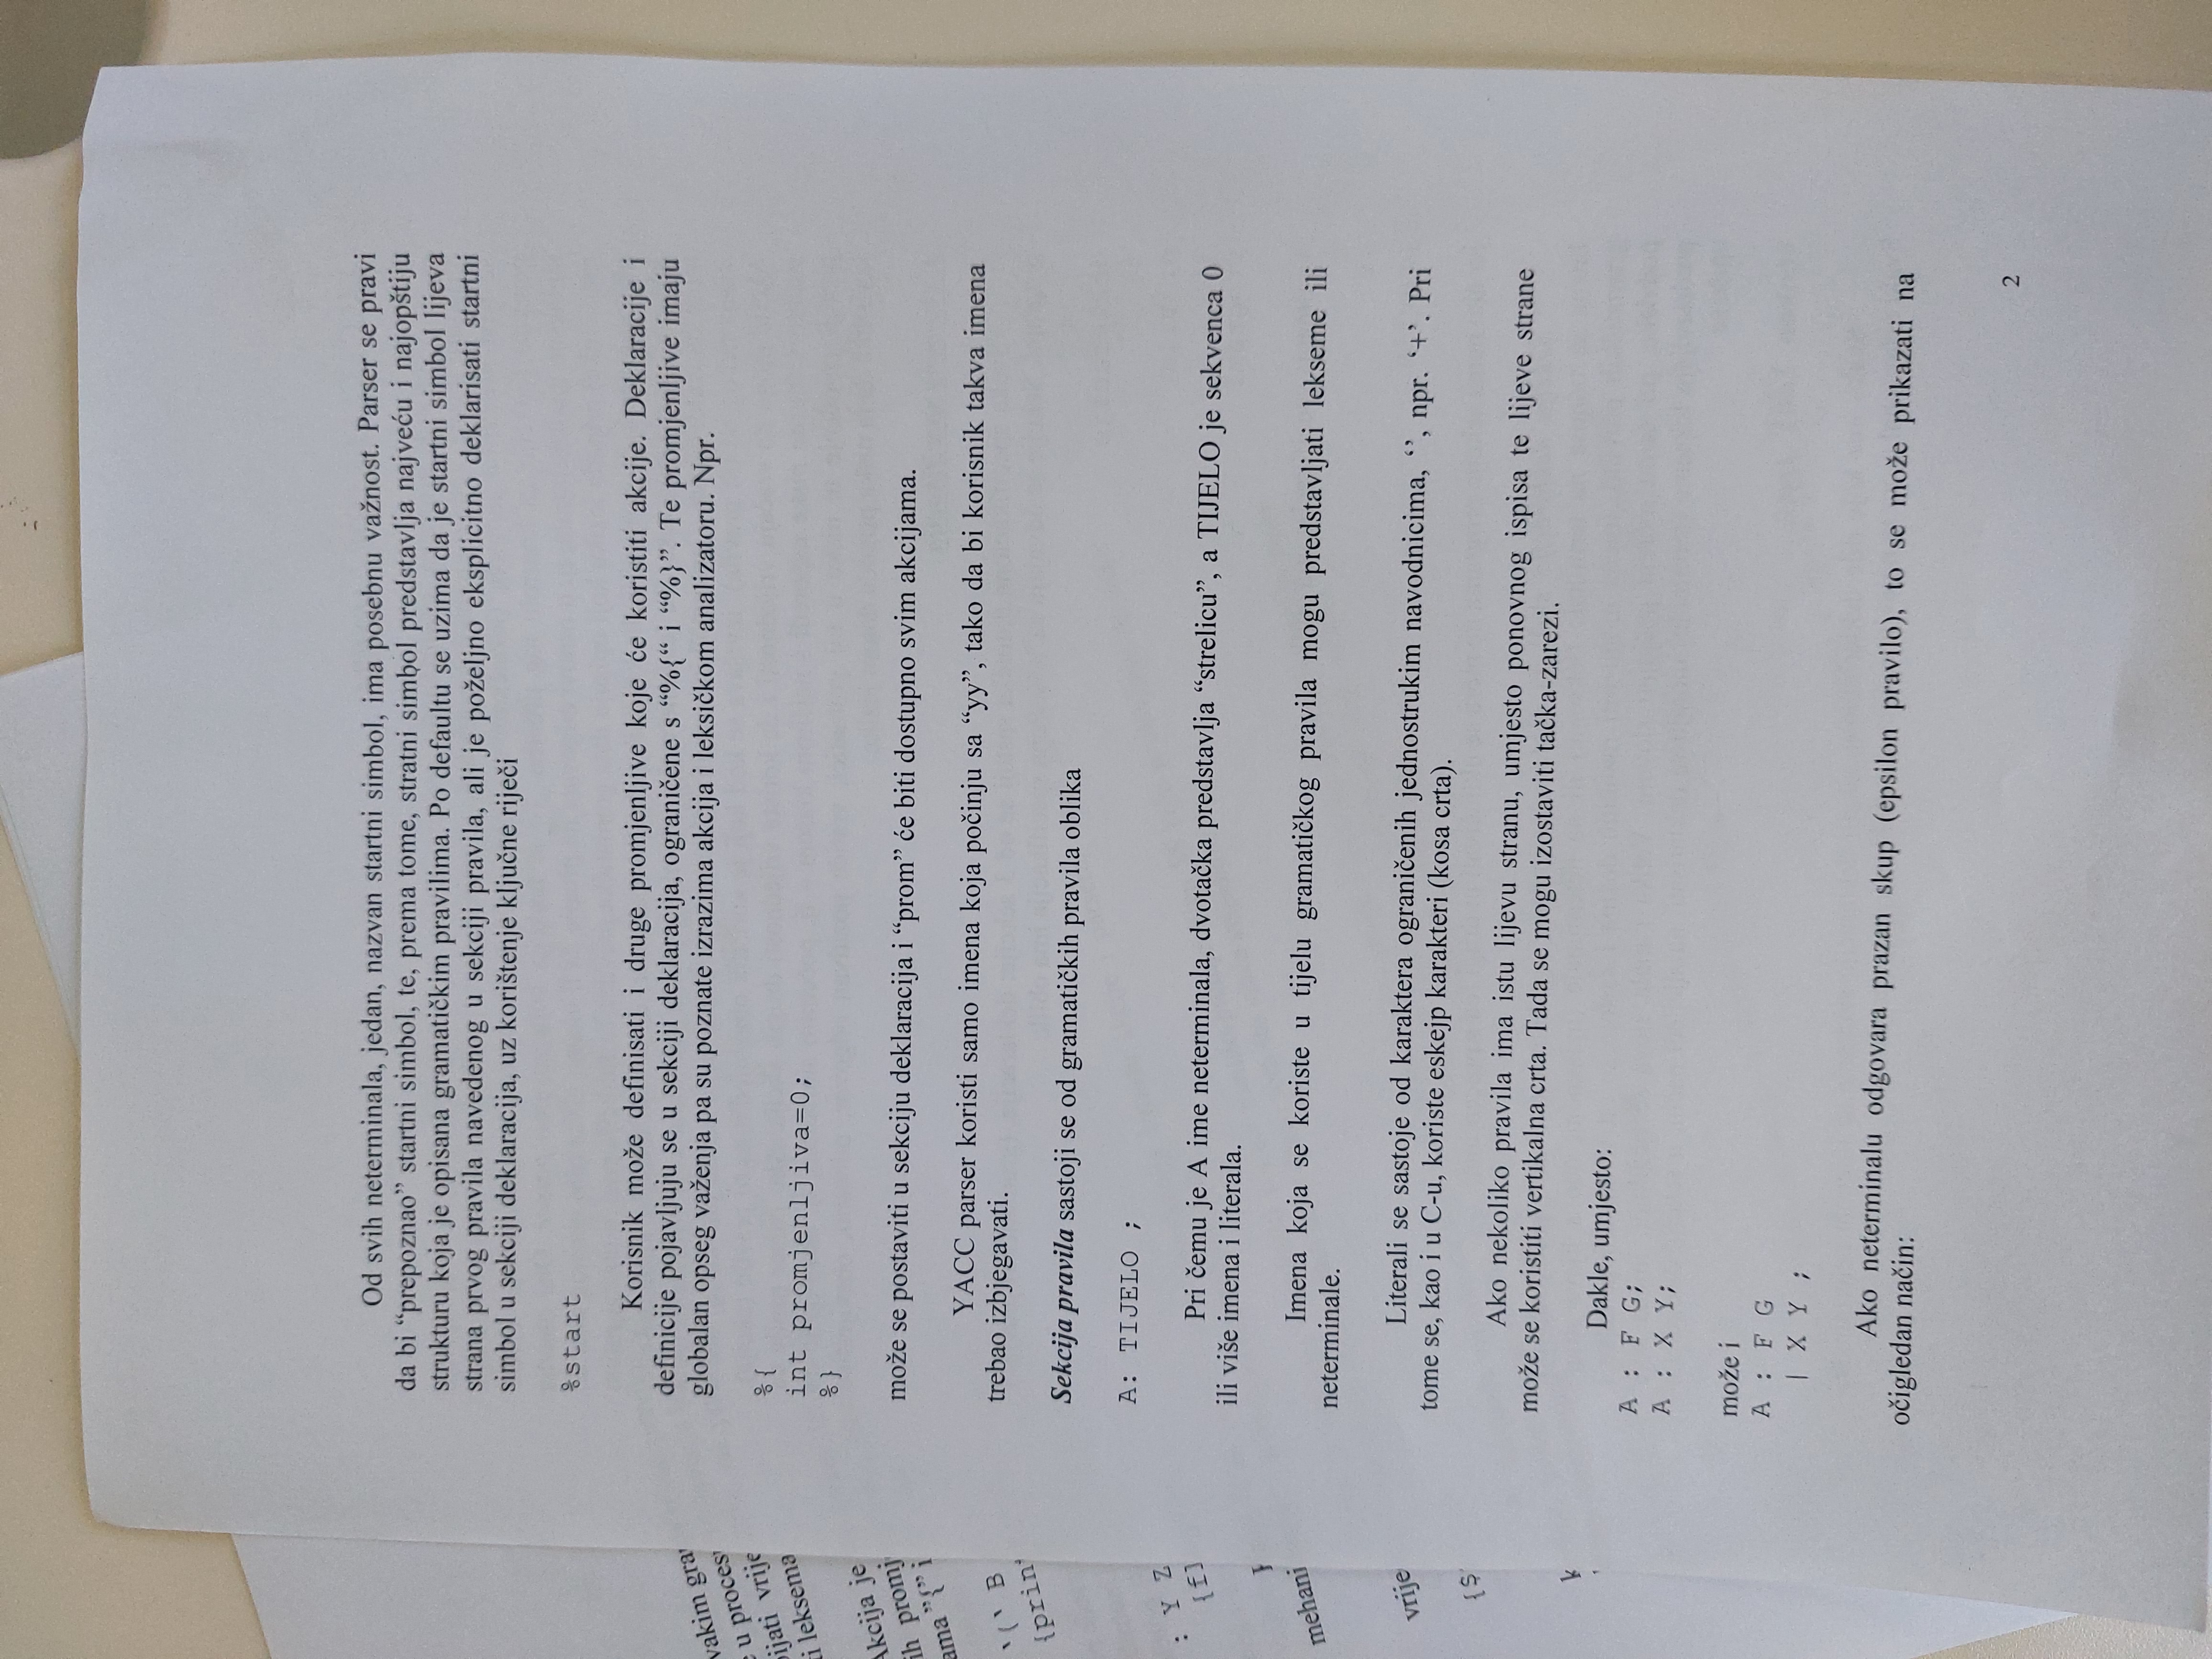 Od svih neterminala, jedan, nazvan startni simbol, ima posebnu važnost. Parser se pravi
da bi “prepoznao” startni simbol, te, prema tome, stratni simbol predstavlja najveću i najopštiju
strukturu koja je opisana gramatičkim pravilima. Po defaultu se uzima da je startni simbol lijeva
strana prvog pravila navedenog u sekciji pravila, ali je poželjno eksplicitno deklarisati startni
simbol u sekciji deklaracija, uz korištenje ključne riječi
%start
Korisnik može definisati i druge promjenljive koje će koristiti akcije. Deklaracije i
definicije pojavljuju se u sekciji deklaracija, ograničene s “%{“ i “%}”. Te promjenljive imaju
globalan opseg važenja pa su poznate izrazima akcija i leksičkom analizatoru. Npr.
%{
int promjenljiva=0;
%}
može se postaviti u sekciju deklaracija i “prom” će biti dostupno svim akcijama.
YACC parser koristi samo imena koja počinju sa “yy”, tako da bi korisnik takva imena
trebao izbjegavati.
Sekcija pravila sastoji se od gramatičkih pravila oblika
A: TIJELO ;
Pri čemu je A ime neterminala, dvotačka predstavlja “strelicu”, a TIJELO je sekvenca 0
ili više imena i literala.
Imena koja se koriste u tijelu gramatičkog pravila mogu predstavljati lekseme ili
neterminale.
Literali se sastoje od karaktera ograničenih jednostrukim navodnicima, ‘’, npr. ‘+’. Pri
tome se, kao i u C-u, koriste eskejp karakteri (kosa crta).
Ako nekoliko pravila ima istu lijevu stranu, umjesto ponovnog ispisa te lijeve strane
može se koristiti vertikalna crta. Tada se mogu izostaviti tačka-zarezi.
Dakle, umjesto:
A : F G;
A : X Y;
može i
A : F G
| X Y ;
Ako neterminalu odgovara prazan skup (epsilon pravilo), to se može prikazati na
očigledan način:
2
u
vrije
ti leksema
Akcija je
ih promj
”{” i
‘(‘ B
{print
: Y Z
mehani
vrije
{$